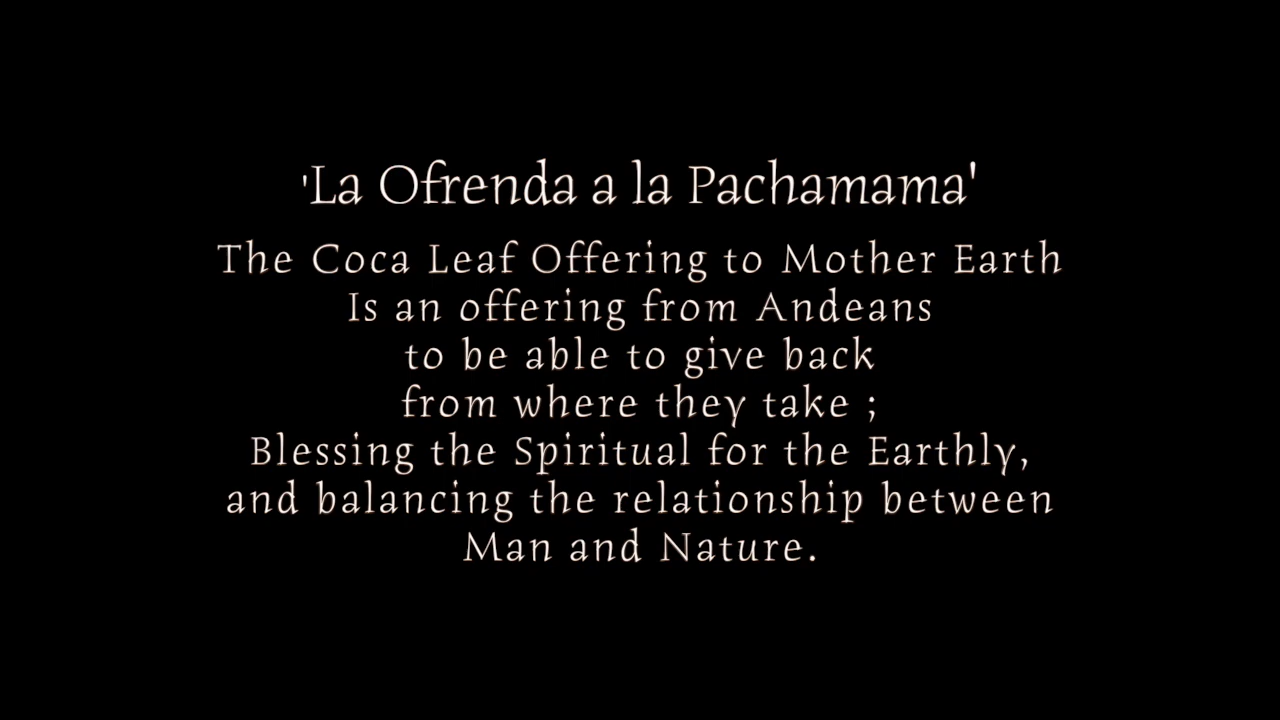 'La Ofrenda a la Pachamama'
The Coca Leaf Offering to Mother Earth
Is an offering from Andeans
to be able to give back
from where they take ;
Blessing the Spiritual for the Earthly,
and balancing the relationship between
Man and Nature.